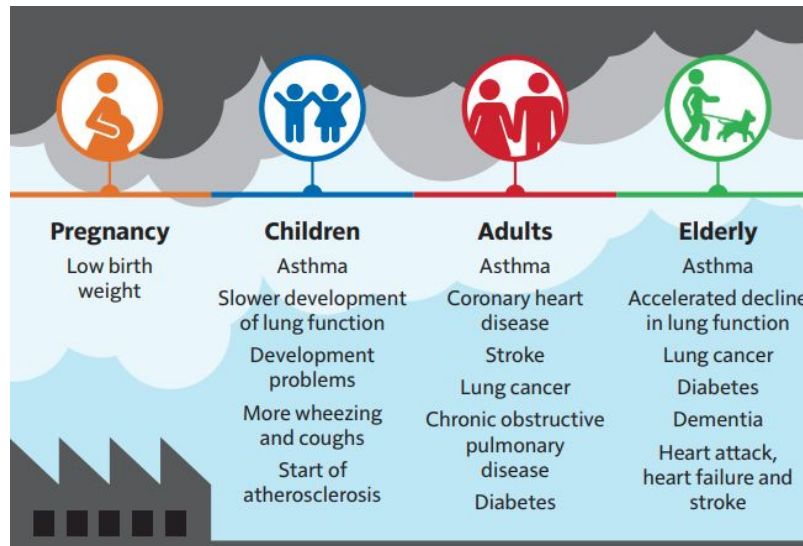 Pregnancy
Low birth
weight
Children
Asthma
Slower development
of lung function
Development
problems
More wheezing
and coughs
Start of
atherosclerosis
Adults
Asthma
Coronary heart
disease
Stroke
Lung cancer
Chronic obstructive
pulmonary
disease
Diabetes
Elderly
Asthma
Accelerated decline
in lung function
Lung cancer
Diabetes
Dementia
Heart attack,
heart failure and
stroke